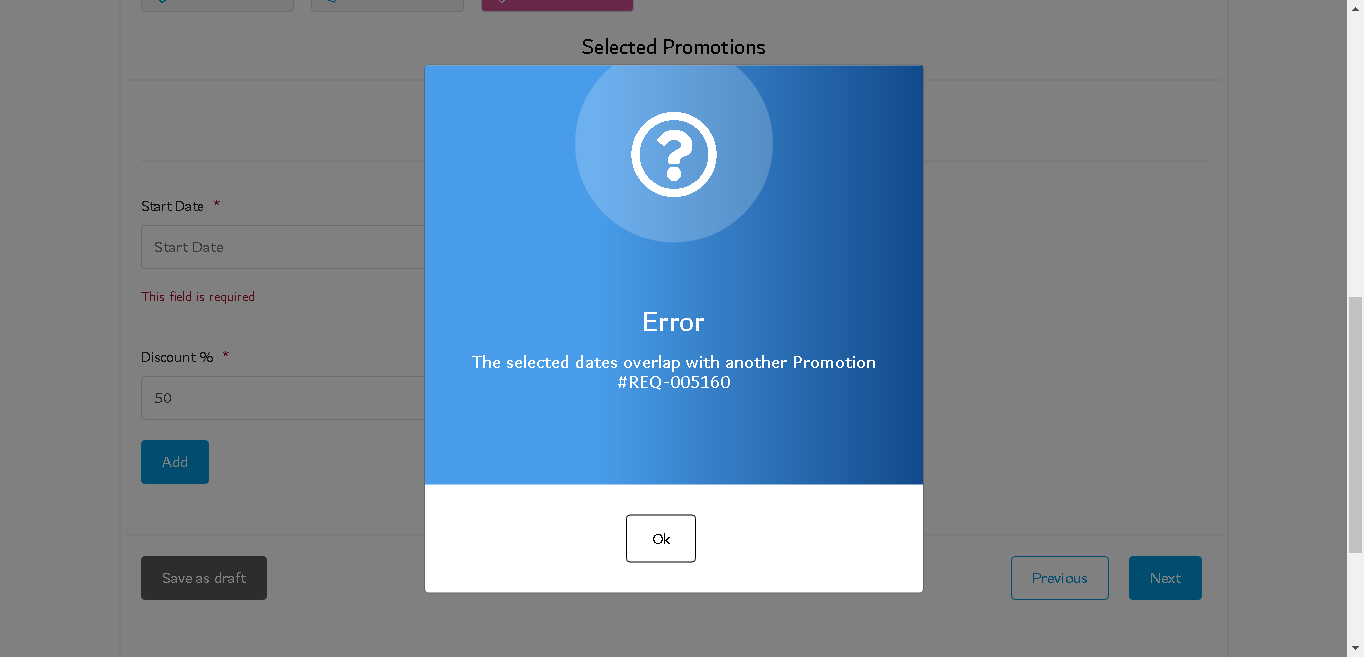 Selected Promotions
Start Date *
Start Date
This field is required
Error
The selected dates overlap with another Promotion
#REQ-005160
Discount % *
50
Add
Ok
Save as draft
Previous
Next